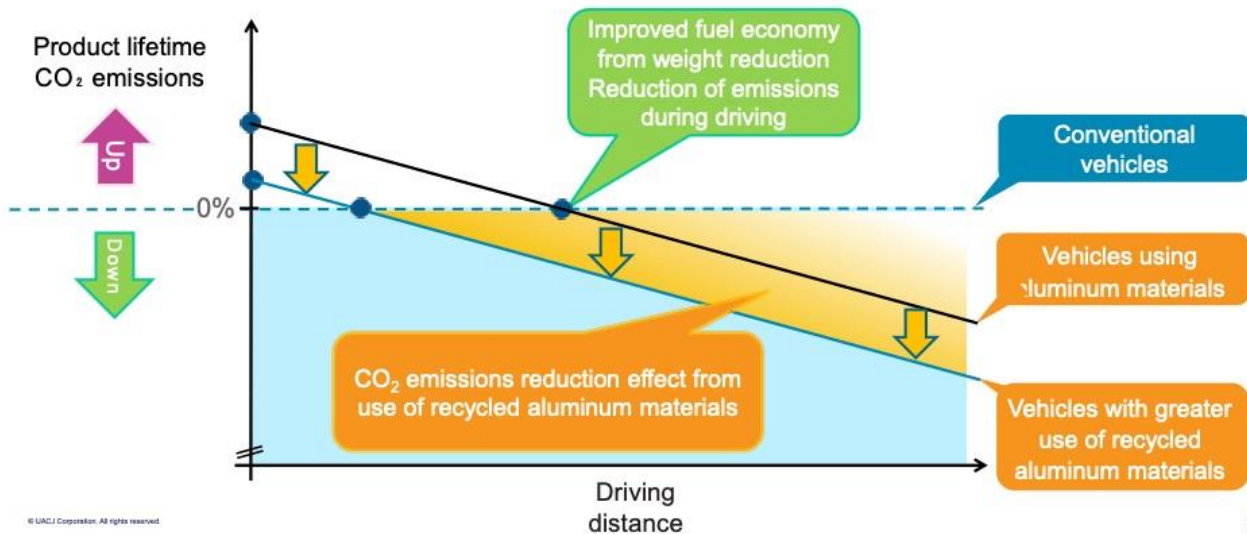 Product lifetime
CO₂ emissions
Up
0%
Down
Improved fuel economy
from weight reduction
Reduction of emissions
during driving
Conventional
vehicles
Vehicles using
aluminum materials
CO₂ emissions reduction effect from
use of recycled aluminum materials
Vehicles with greater
use of recycled
aluminum materials
Driving
distance
© UACJ Corporation. All rights reserved.